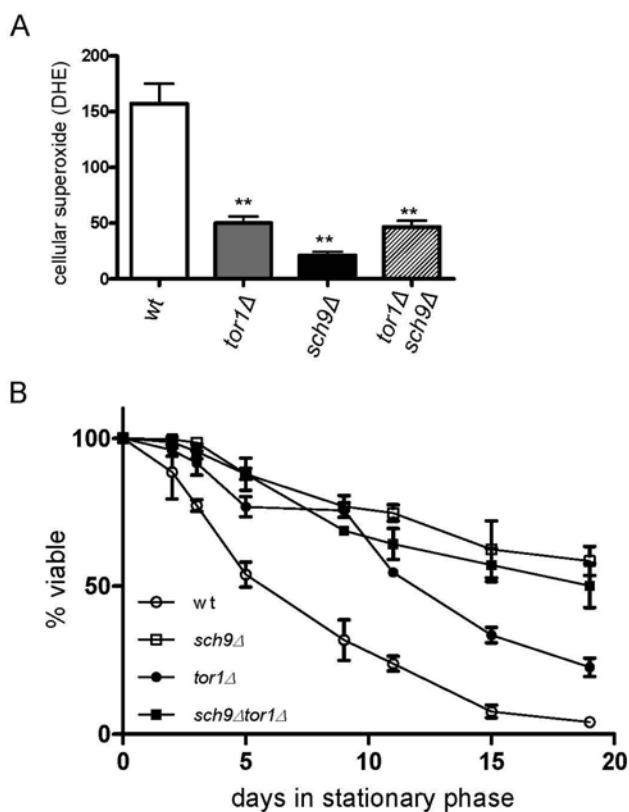 A
cellular superoxide (DHE)
200
150
100
50
0
**
**
**
wt
tor1Δ
sch9Δ
tor1Δ
sch9Δ
B
% viable
100
50
0
wt
sch9Δ
tor1Δ
sch9Δtor1Δ
0 5 10 15 20
days in stationary phase